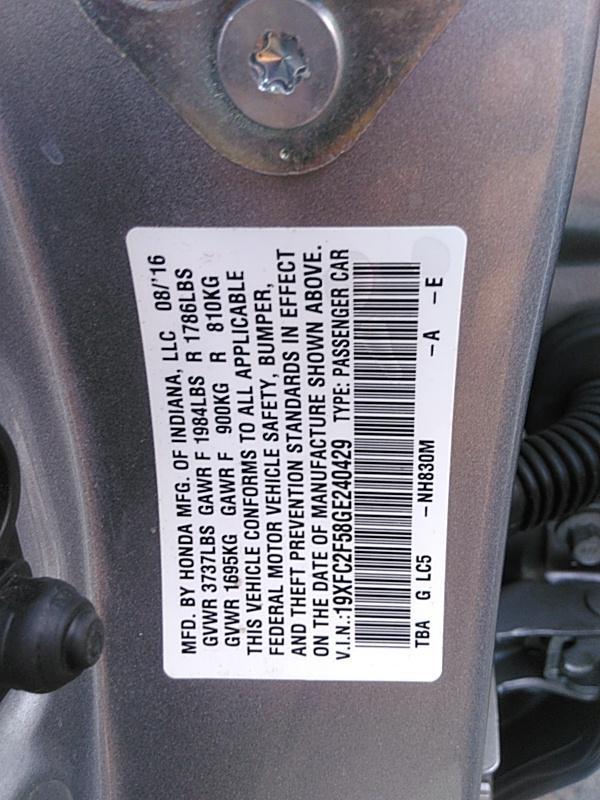 MFD. BY HONDA MFG. OF INDIANA, LLC 08/'16
GVWR 3737LBS GAWR F 1984LBS R 1786LBS
GVWR 1695KG GAWR F 900KG R 810KG
THIS VEHICLE CONFORMS TO ALL APPLICABLE
FEDERAL MOTOR VEHICLE SAFETY, BUMPER,
AND THEFT PREVENTION STANDARDS IN EFFECT
ON THE DATE OF MANUFACTURE SHOWN ABOVE.
V.I.N.:19XFC2F58GE240429 TYPE: PASSENGER CAR
TBA G LC5 -NH830M -A -E